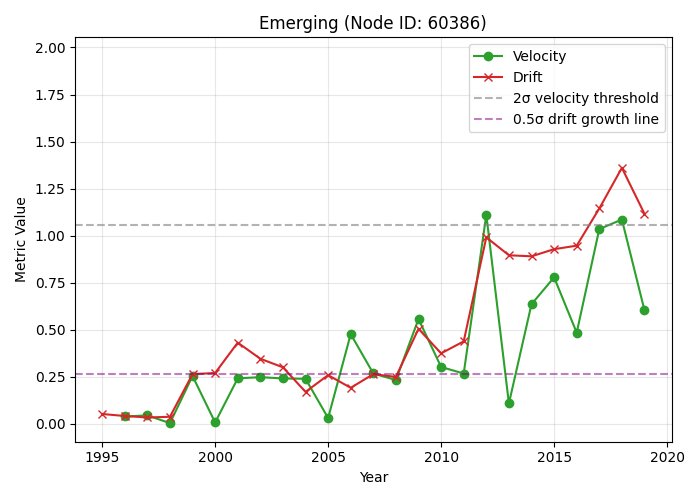 Emerging (Node ID: 60386)
Velocity
Drift
2σ velocity threshold
0.5σ drift growth line
Metric Value
2.00
1.75
1.50
1.25
1.00
0.75
0.50
0.25
0.00
1995
2000
2005
2010
2015
2020
Year